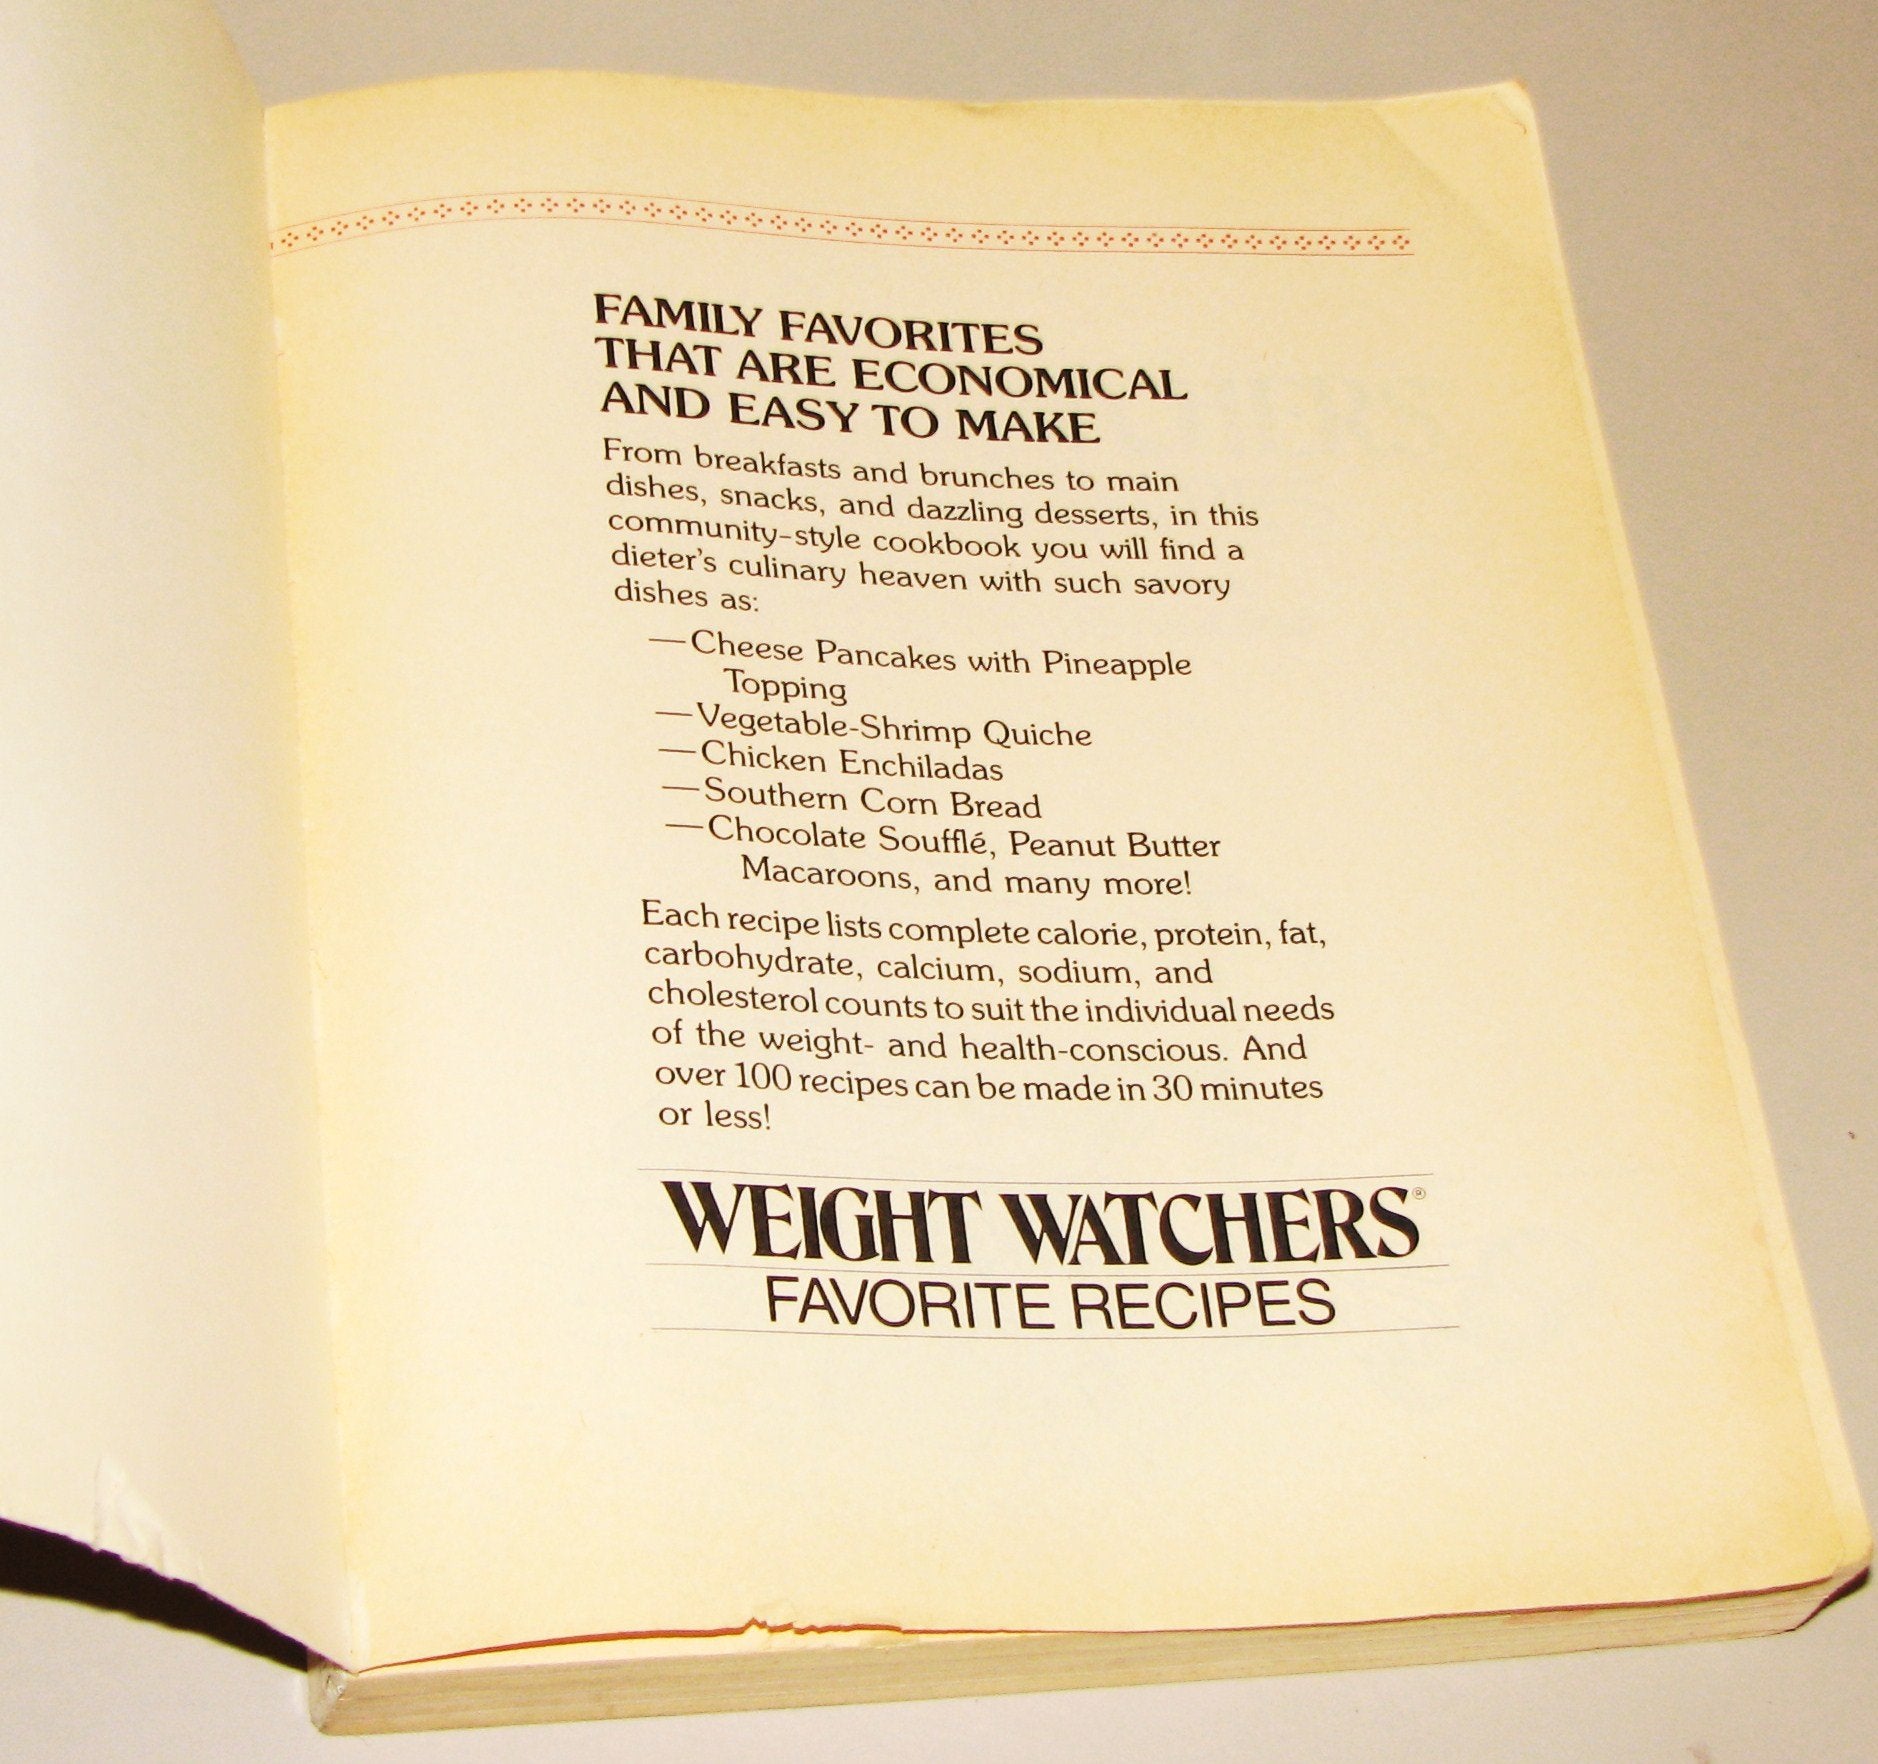 FAMILY FAVORITES
THAT ARE ECONOMICAL
AND EASY TO MAKE
From breakfasts and brunches to main
dishes, snacks, and dazzling desserts, in this
community-style cookbook you will find a
dieter's culinary heaven with such savory
dishes as:
—Cheese Pancakes with Pineapple
Topping
—Vegetable-Shrimp Quiche
—Chicken Enchiladas
—Southern Corn Bread
—Chocolate Soufflé, Peanut Butter
Macaroons, and many more!
Each recipe lists complete calorie, protein, fat,
carbohydrate, calcium, sodium, and
cholesterol counts to suit the individual needs
of the weight- and health-conscious. And
over 100 recipes can be made in 30 minutes
or less!
WEIGHT WATCHERS®
FAVORITE RECIPES